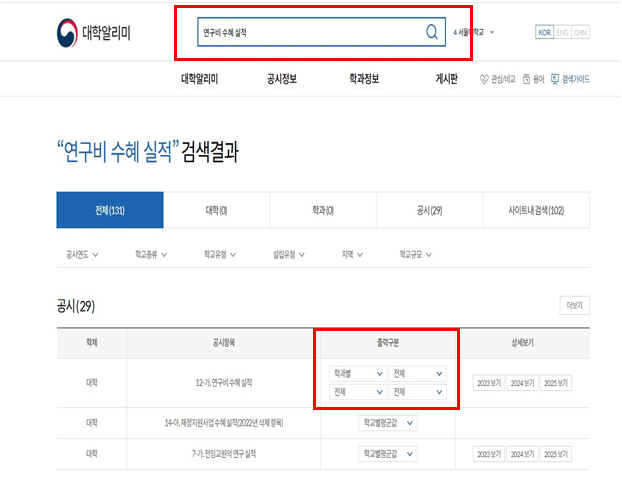 대학알리미
연구비 수혜 실적
4 서울대학교
KOR ENG CHN
대학알리미 공시정보 학과정보 게시판 관심/비교 용어 검색가이드
“연구비 수혜 실적” 검색결과
전체(131) 대학(0) 학과(0) 공시(29) 사이트내 검색(102)
공시연도 학교종류 학교유형 설립유형 지역 학교규모
공시(29) 더보기
학제 공시항목 출력구분 상세보기
대학 12-가. 연구비 수혜 실적 학과별 전체 2023 보기 2024 보기 2025 보기
전체 전체
대학 14-아. 재정지원사업 수혜 실적(2022년 삭제 항목) 학교별평균값
대학 7-가. 전임교원의 연구 실적 학교별평균값 2023 보기 2024 보기 2025 보기